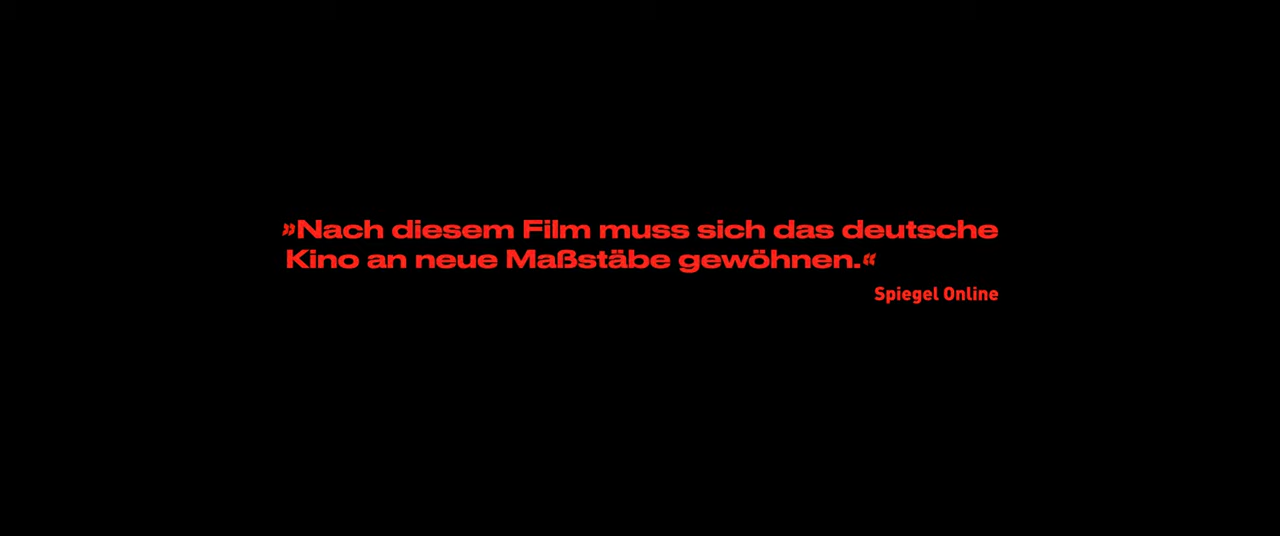 »Nach diesem Film muss sich das deutsche
Kino an neue Maßstäbe gewöhnen.«
Spiegel Online